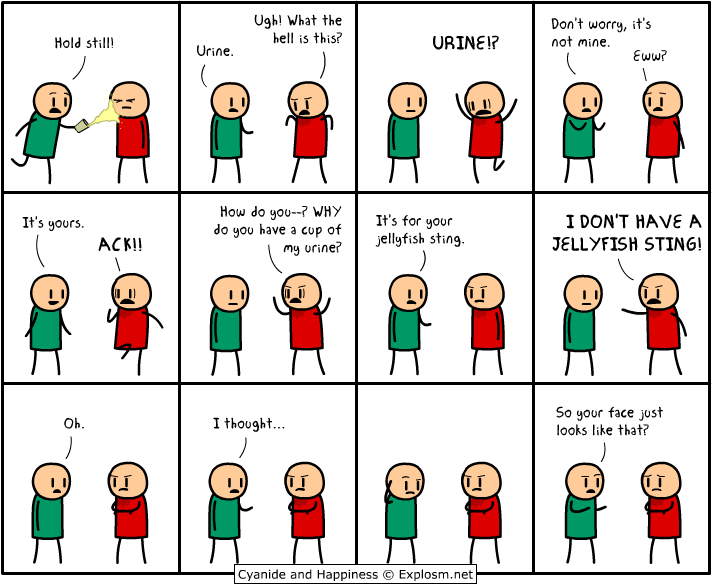 Hold still!
Urine.
Ugh! What the
hell is this?
URINE!?
Don't worry, it's
not mine.
Eww?
It's yours.
ACK!!
How do you--? WHY
do you have a cup of
my urine?
It's for your
jellyfish sting.
I DON'T HAVE A
JELLYFISH STING!
Oh.
I thought...
So your face just
looks like that?
Cyanide and Happiness © Explosm.net